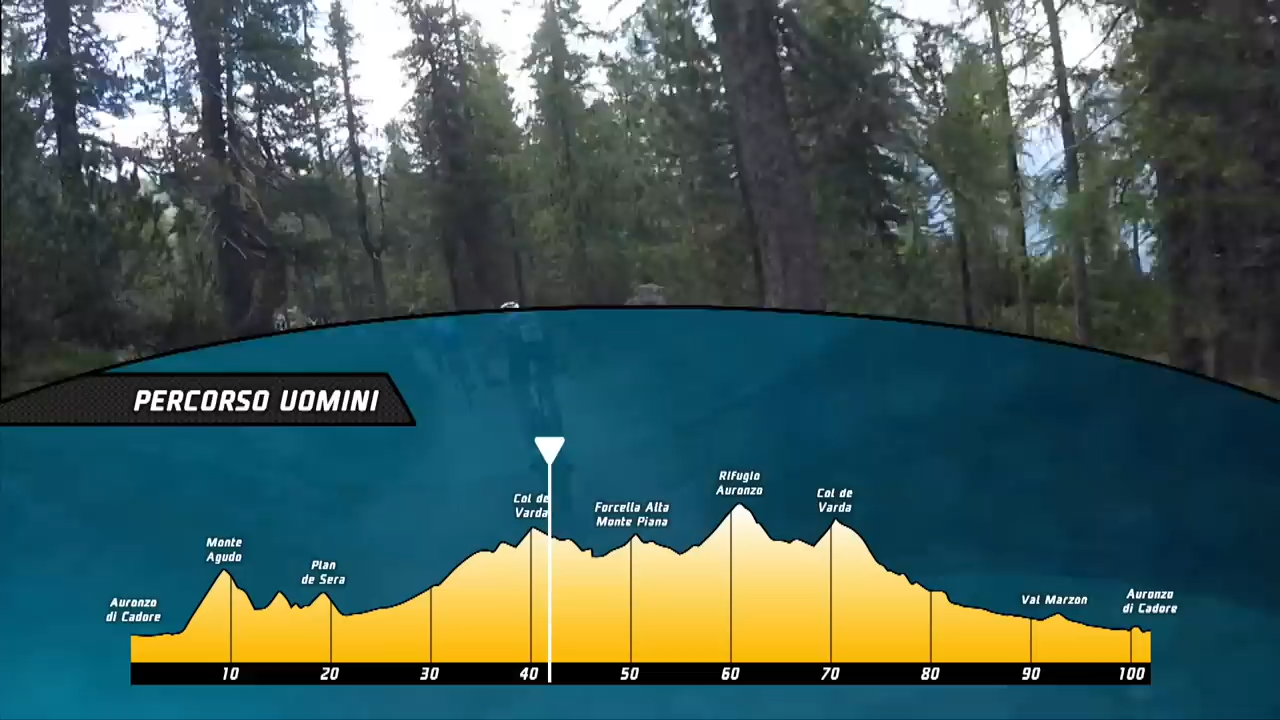 PERCORSO UOMINI
Rifugio
Auronzo
Col de
Varda
Col de
Varda
Forcella Alta
Monte Piana
Monte
Agudo
Plan
de Sera
Auronzo
di Cadore
Val Marzon
Auronzo
di Cadore
10 20 30 40 50 60 70 80 90 100